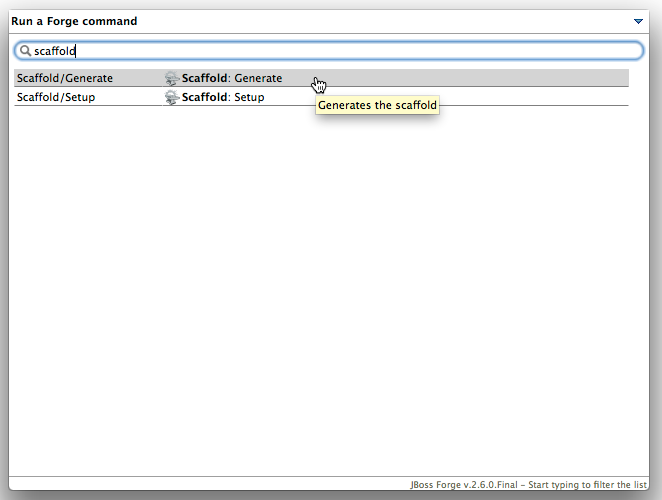 Run a Forge command
scaffold
Scaffold/Generate Scaffold: Generate
Scaffold/Setup Scaffold: Setup
Generates the scaffold
JBoss Forge v.2.6.0.Final - Start typing to filter the list